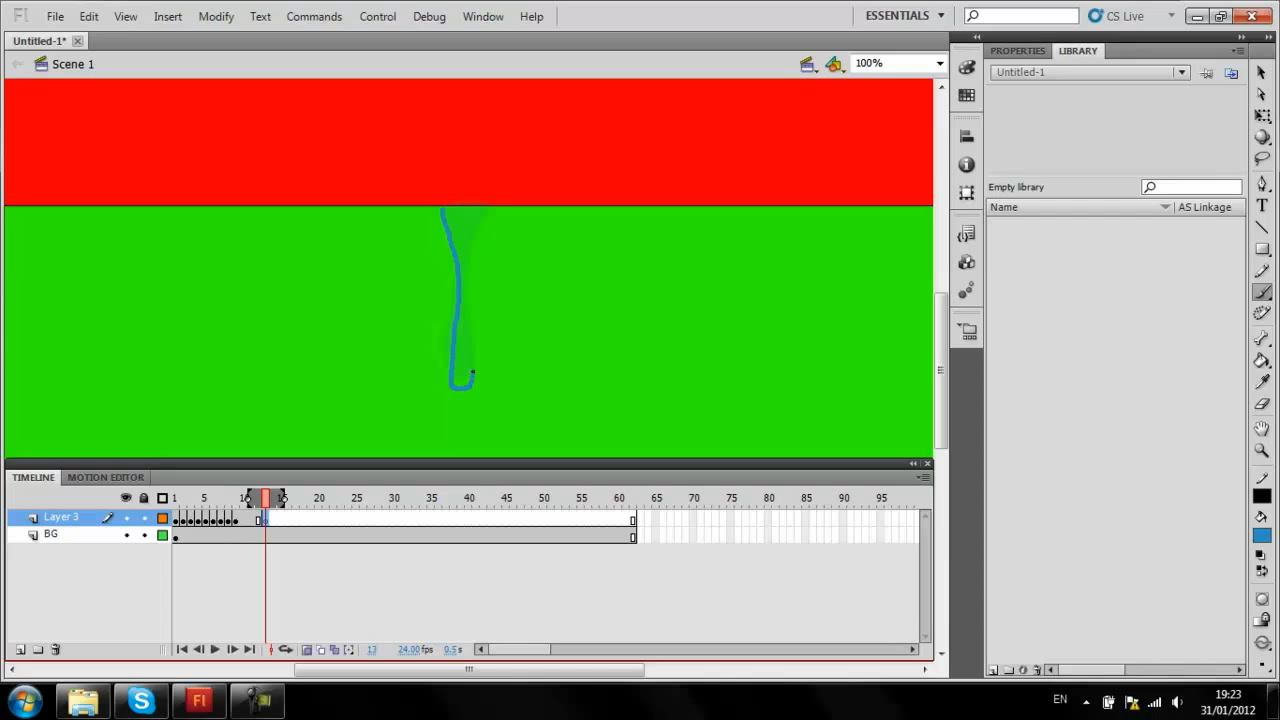 Fl File Edit View Insert Modify Text Commands Control Debug Window Help ESSENTIALS CS Live
Untitled-1*
Scene 1 100%
PROPERTIES LIBRARY
Untitled-1
Empty library
Name AS Linkage
TIMELINE MOTION EDITOR
1 5 10 15 20 25 30 35 40 45 50 55 60 65 70 75 80 85 90 95
Layer 3
BG
13 24.00 fps 0.5 s
Fl EN 19:23
31/01/2012